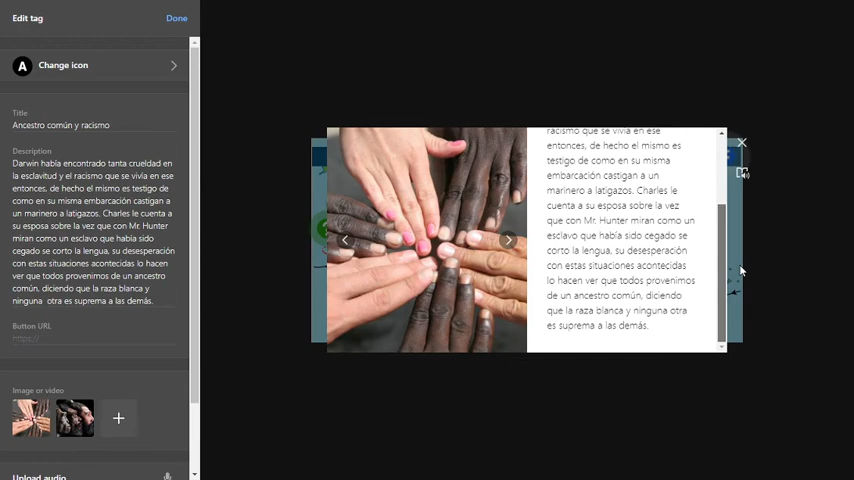 Edit tag
Done
A
Change icon
Title
Ancestro común y racismo
Description
Darwin había encontrado tanta crueldad en
la esclavitud y el racismo que se vivía en ese
entonces, de hecho el mismo es testigo
de como en su misma embarcación castigan a
un marinero a latigazos. Charles le cuenta a
su esposa sobre la vez que con Mr. Hunter
miran como un esclavo que había sido
cegado se corto la lengua, su desesperación
con estas situaciones acontecidas lo hacen
ver que todos provenimos de un ancestro
común, diciendo que la raza blanca y
ninguna otra es suprema a las demás.
Button URL
https://
Image or video
Upload audio
racismo que se vivía en ese
entonces, de hecho el mismo es
testigo de como en su misma
embarcación castigan a un
marinero a latigazos. Charles le
cuenta a su esposa sobre la vez
que con Mr. Hunter miran como un
esclavo que había sido cegado se
corto la lengua, su desesperación
con estas situaciones acontecidas
lo hacen ver que todos provenimos
de un ancestro común, diciendo
que la raza blanca y ninguna otra
es suprema a las demás.